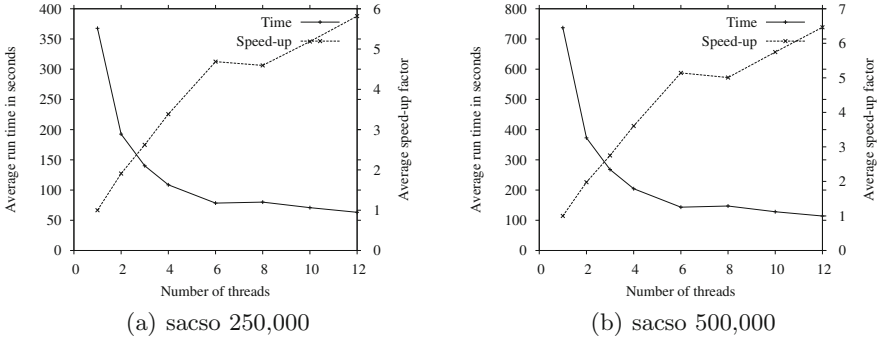 Average run time in seconds
400
350
300
250
200
150
100
50
0
0 2 4 6 8 10 12
Number of threads
6
5
4
3
2
1
0
Average speed-up factor
Time
Speed-up
(a) sacso 250,000
Average run time in seconds
800
700
600
500
400
300
200
100
0
0 2 4 6 8 10 12
Number of threads
7
6
5
4
3
2
1
0
Average speed-up factor
Time
Speed-up
(b) sacso 500,000